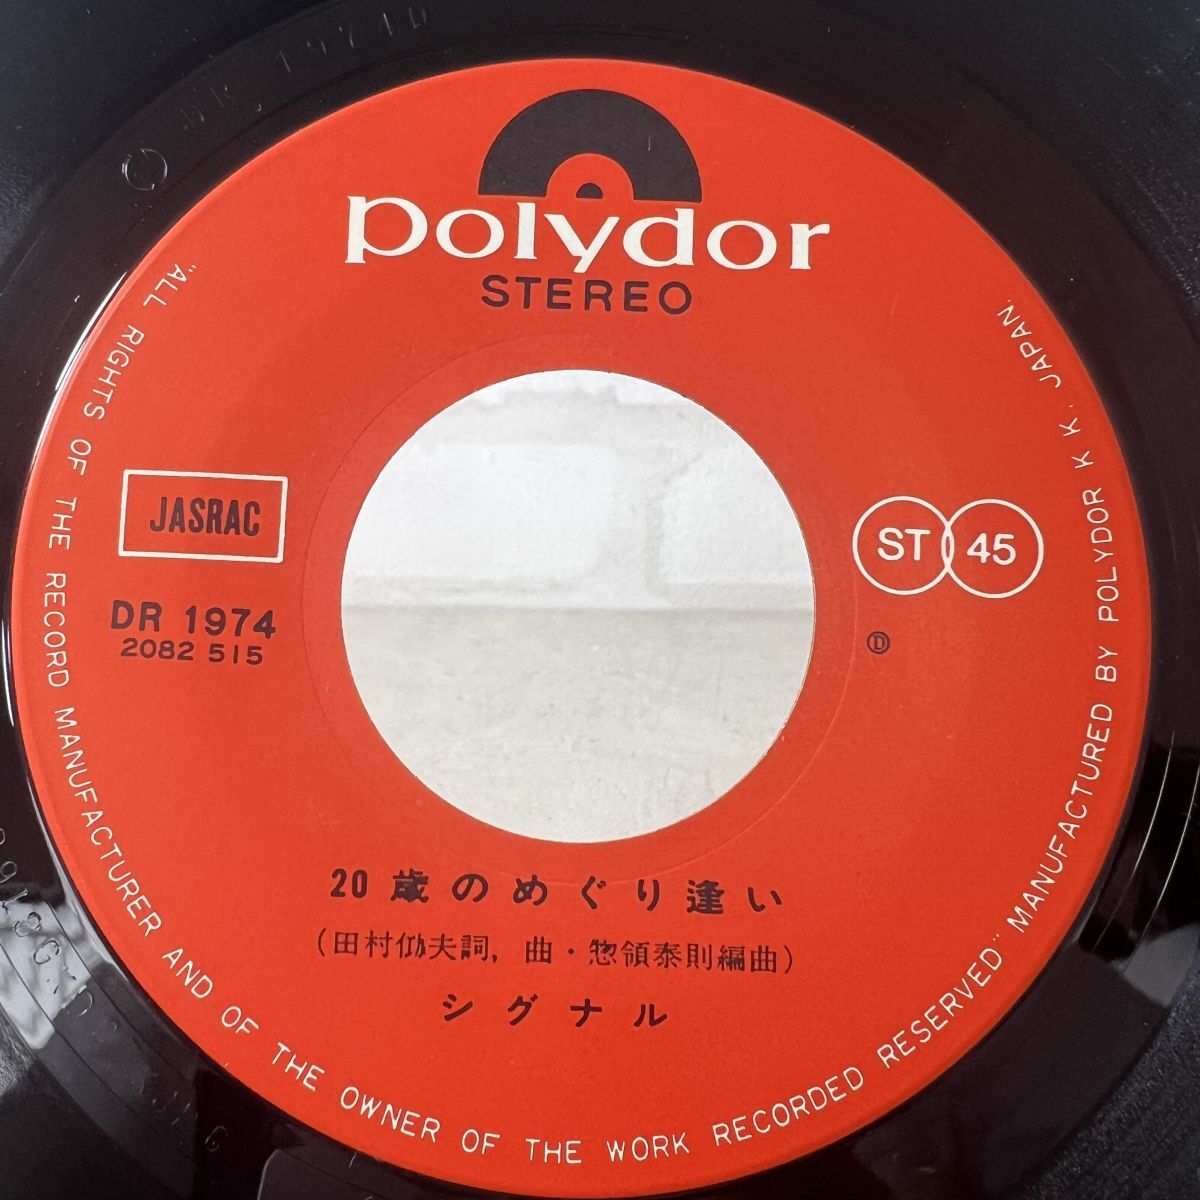 polydor
STEREO
JASRAC
DR 1974
2082 515
ST 45
Ⓓ
20歳のめぐり逢い
(田村功夫詞,曲・惣領泰則編曲)
シグナル
"ALL RIGHTS OF THE RECORD MANUFACTURER AND OF THE OWNER OF THE WORK RECORDED RESERVED" MANUFACTURED BY POLYDOR K K. JAPAN.